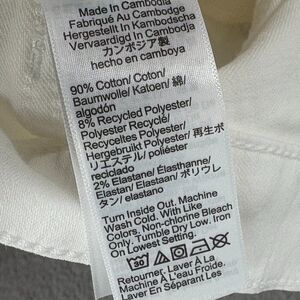 Made In Cambodia
Fabriqué Au Cambodge
Hergestellt In Kambodscha
Vervaardigd In Cambodja
カンボジア製
hecho en camboya
90% Cotton/ Coton/
Baumwolle/ Katoen/ 綿/
algodón
8% Recycled Polyester/
Polyester Recyclé/
Recyceltes Polyester/
Hergebruikt Polyester/ 再生ポ
リエステル/ poliéster
reciclado
2% Elastane/ Élasthanne/
Elastan/ Elastaan/ ポリウレ
タン/ elastano
Turn Inside Out. Machine
Wash Cold. With Like
Colors. Non-chlorine Bleach
Only. Tumble Dry Low. Iron
On Lowest Setting.
Retourner. Laver À La
Machine À L'eau Froide.
Laver En Séparant Les